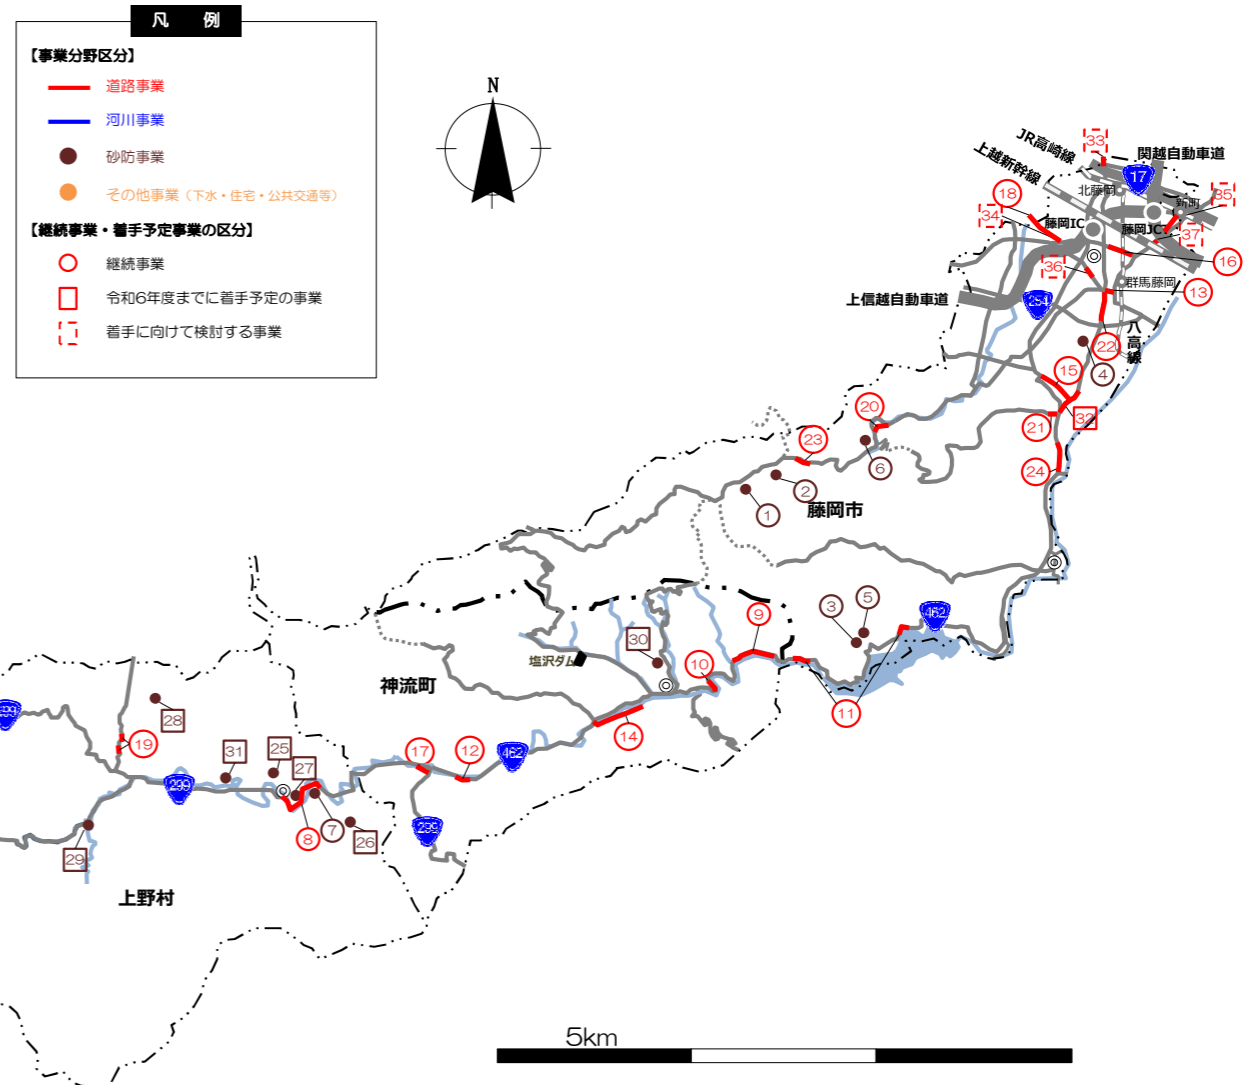 凡 例
【事業分野区分】
道路事業
河川事業
砂防事業
その他事業（下水・住宅・公共交通等）
【継続事業・着手予定事業の区分】
継続事業
令和6年度までに着手予定の事業
着手に向けて検討する事業
N
33
JR高崎線
関越自動車道
上越新幹線
17
北藤岡
35
18
新町
34
藤岡IC
藤岡JCT
37
16
36
群馬藤岡
13
上信越自動車道
254
八高線
22
4
15
20
32
21
23
6
24
2
1
藤岡市
3
5
462
9
30
塩沢ダム
10
神流町
11
14
28
19
31
25
27
17
12
462
299
299
299
7
8
26
29
上野村
5km